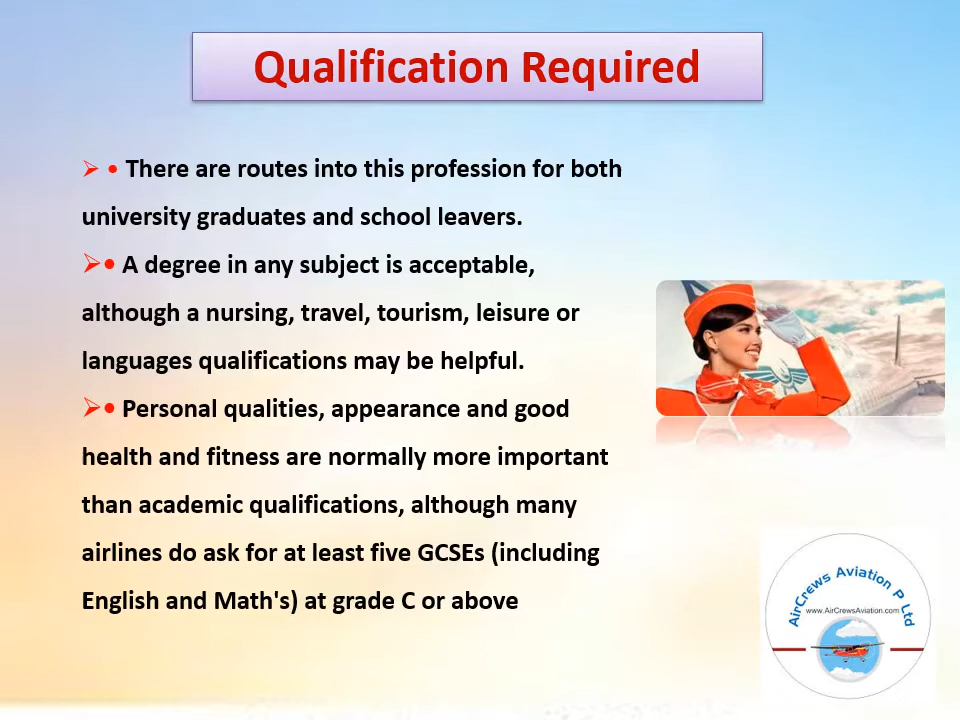 Qualification Required
➢ • There are routes into this profession for both
university graduates and school leavers.
➢• A degree in any subject is acceptable,
although a nursing, travel, tourism, leisure or
languages qualifications may be helpful.
➢• Personal qualities, appearance and good
health and fitness are normally more important
than academic qualifications, although many
airlines do ask for at least five GCSEs (including
English and Math's) at grade C or above
AirCrews Aviation P Ltd
www.AirCrewsAviation.com